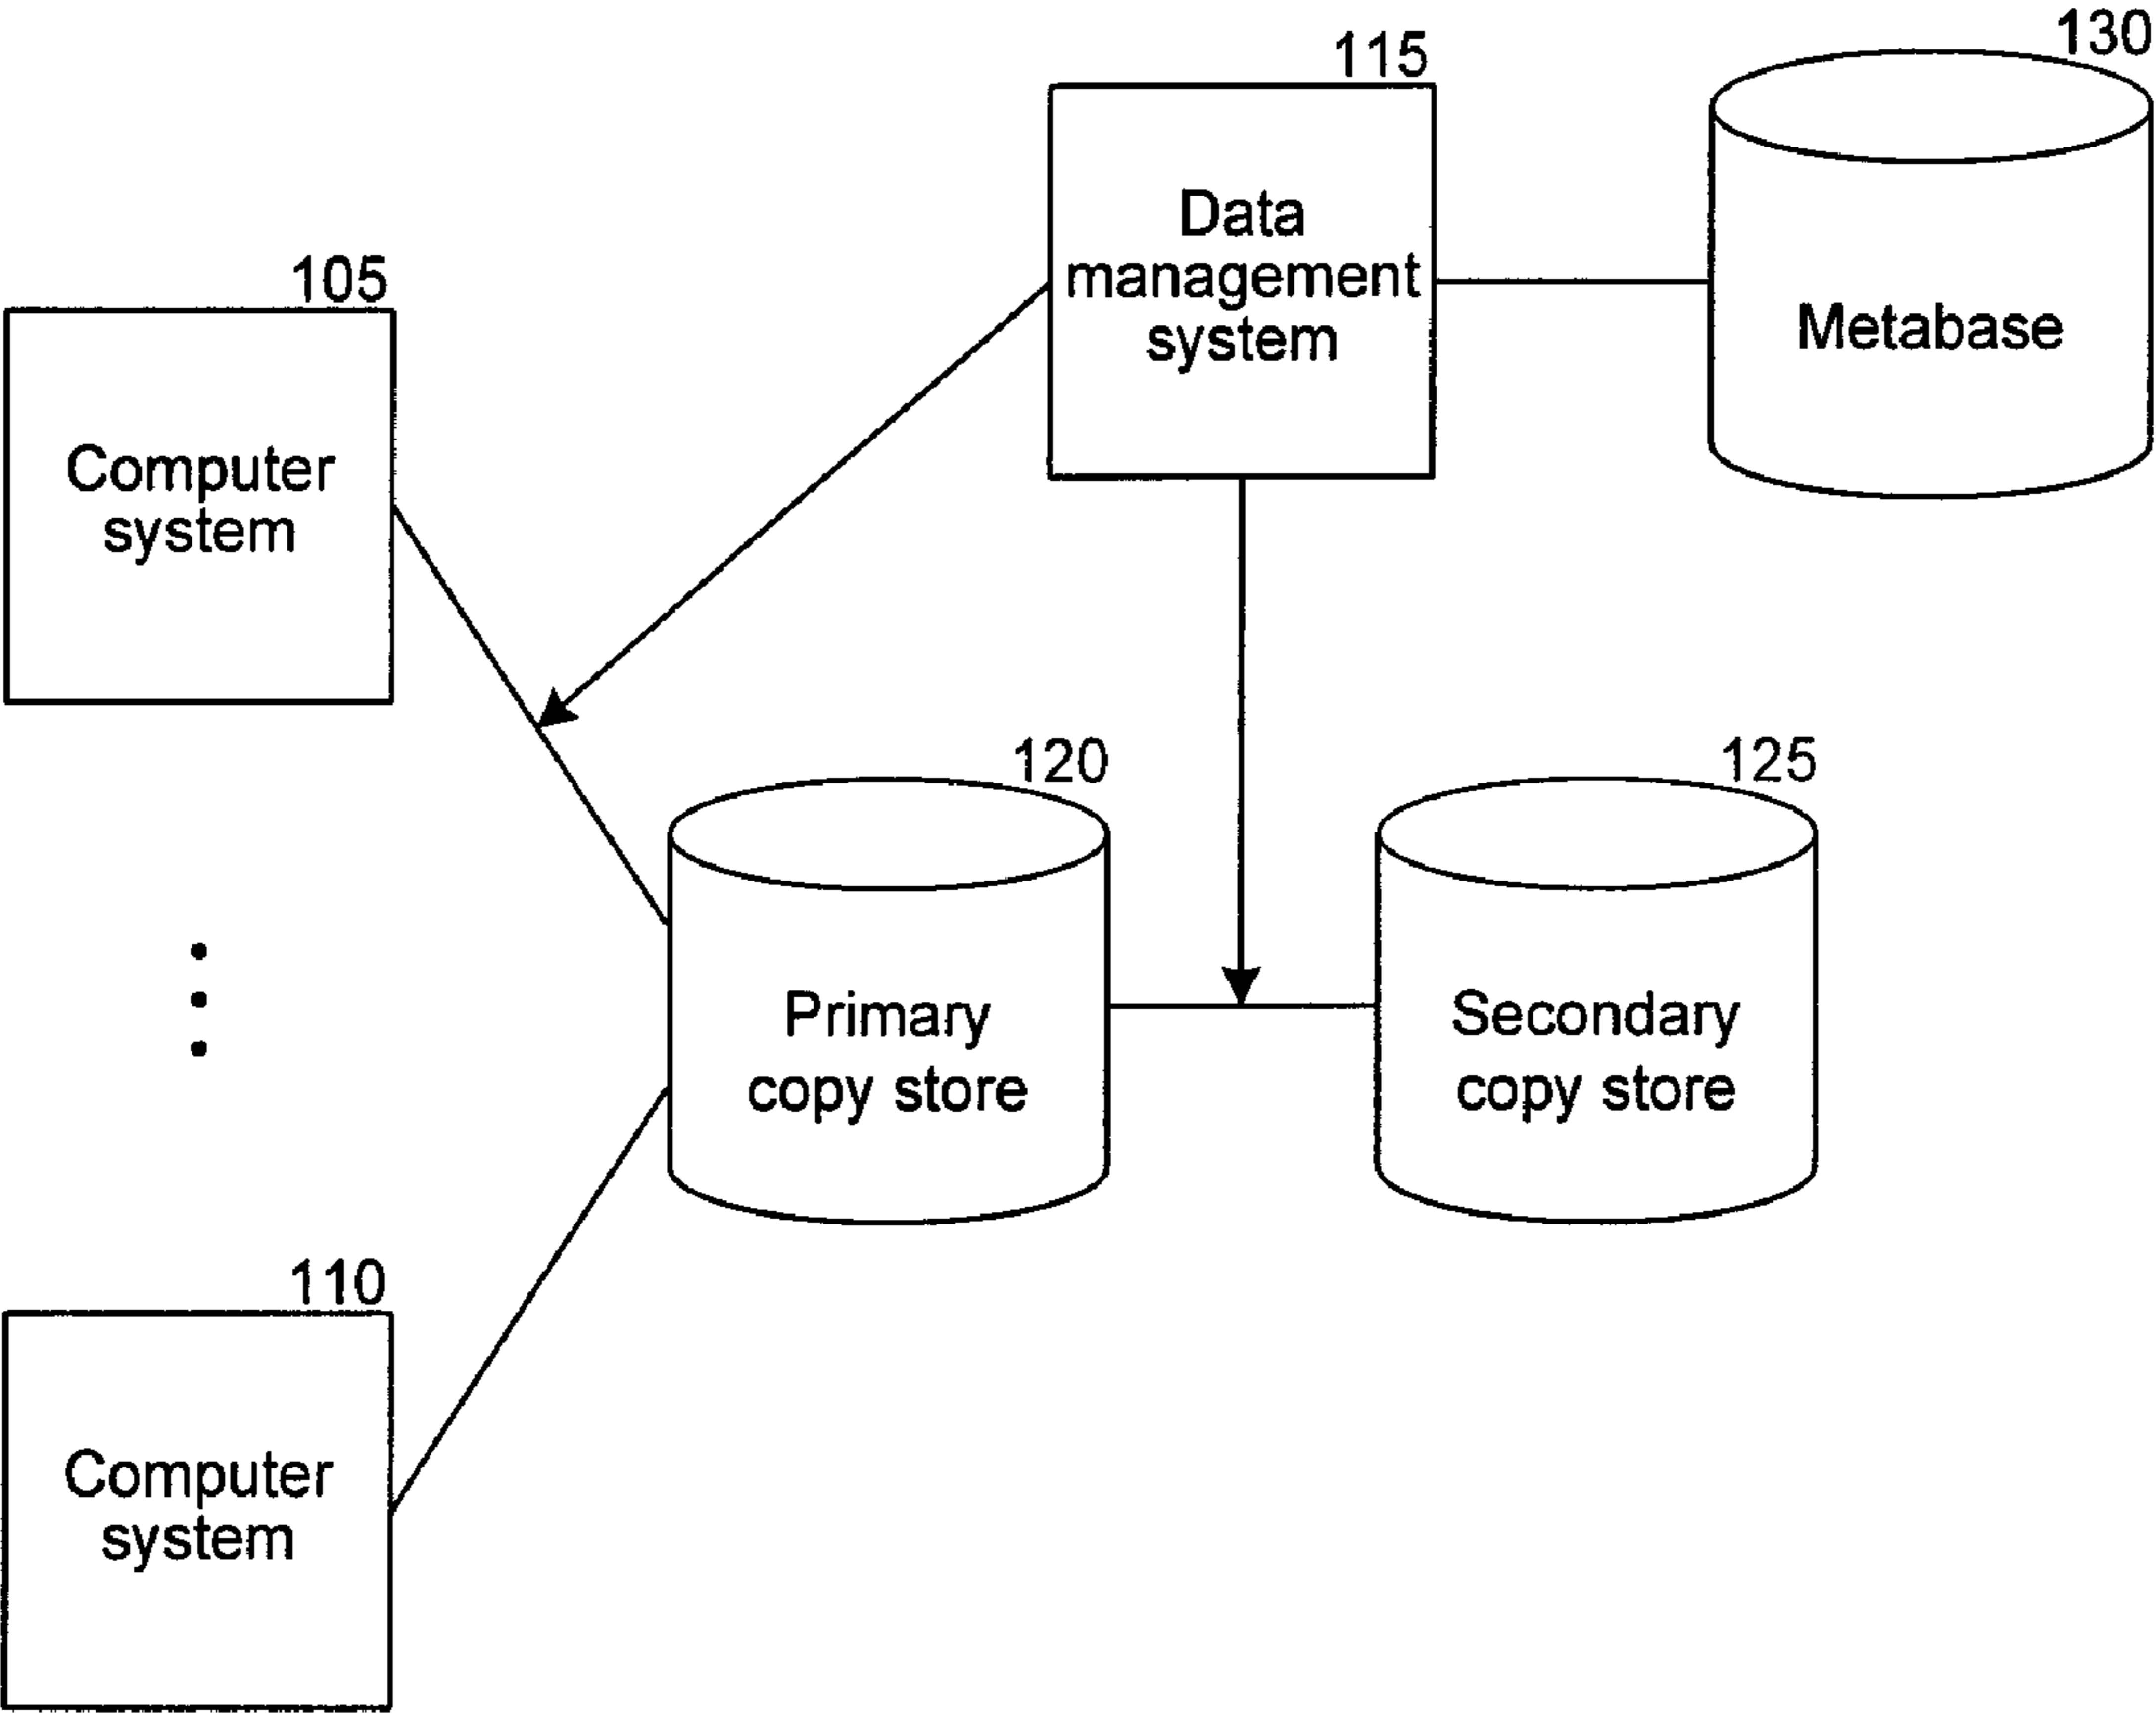 130
115
Data
management
system
Metabase
105
Computer
system
120
Primary
copy store
125
Secondary
copy store
110
Computer
system